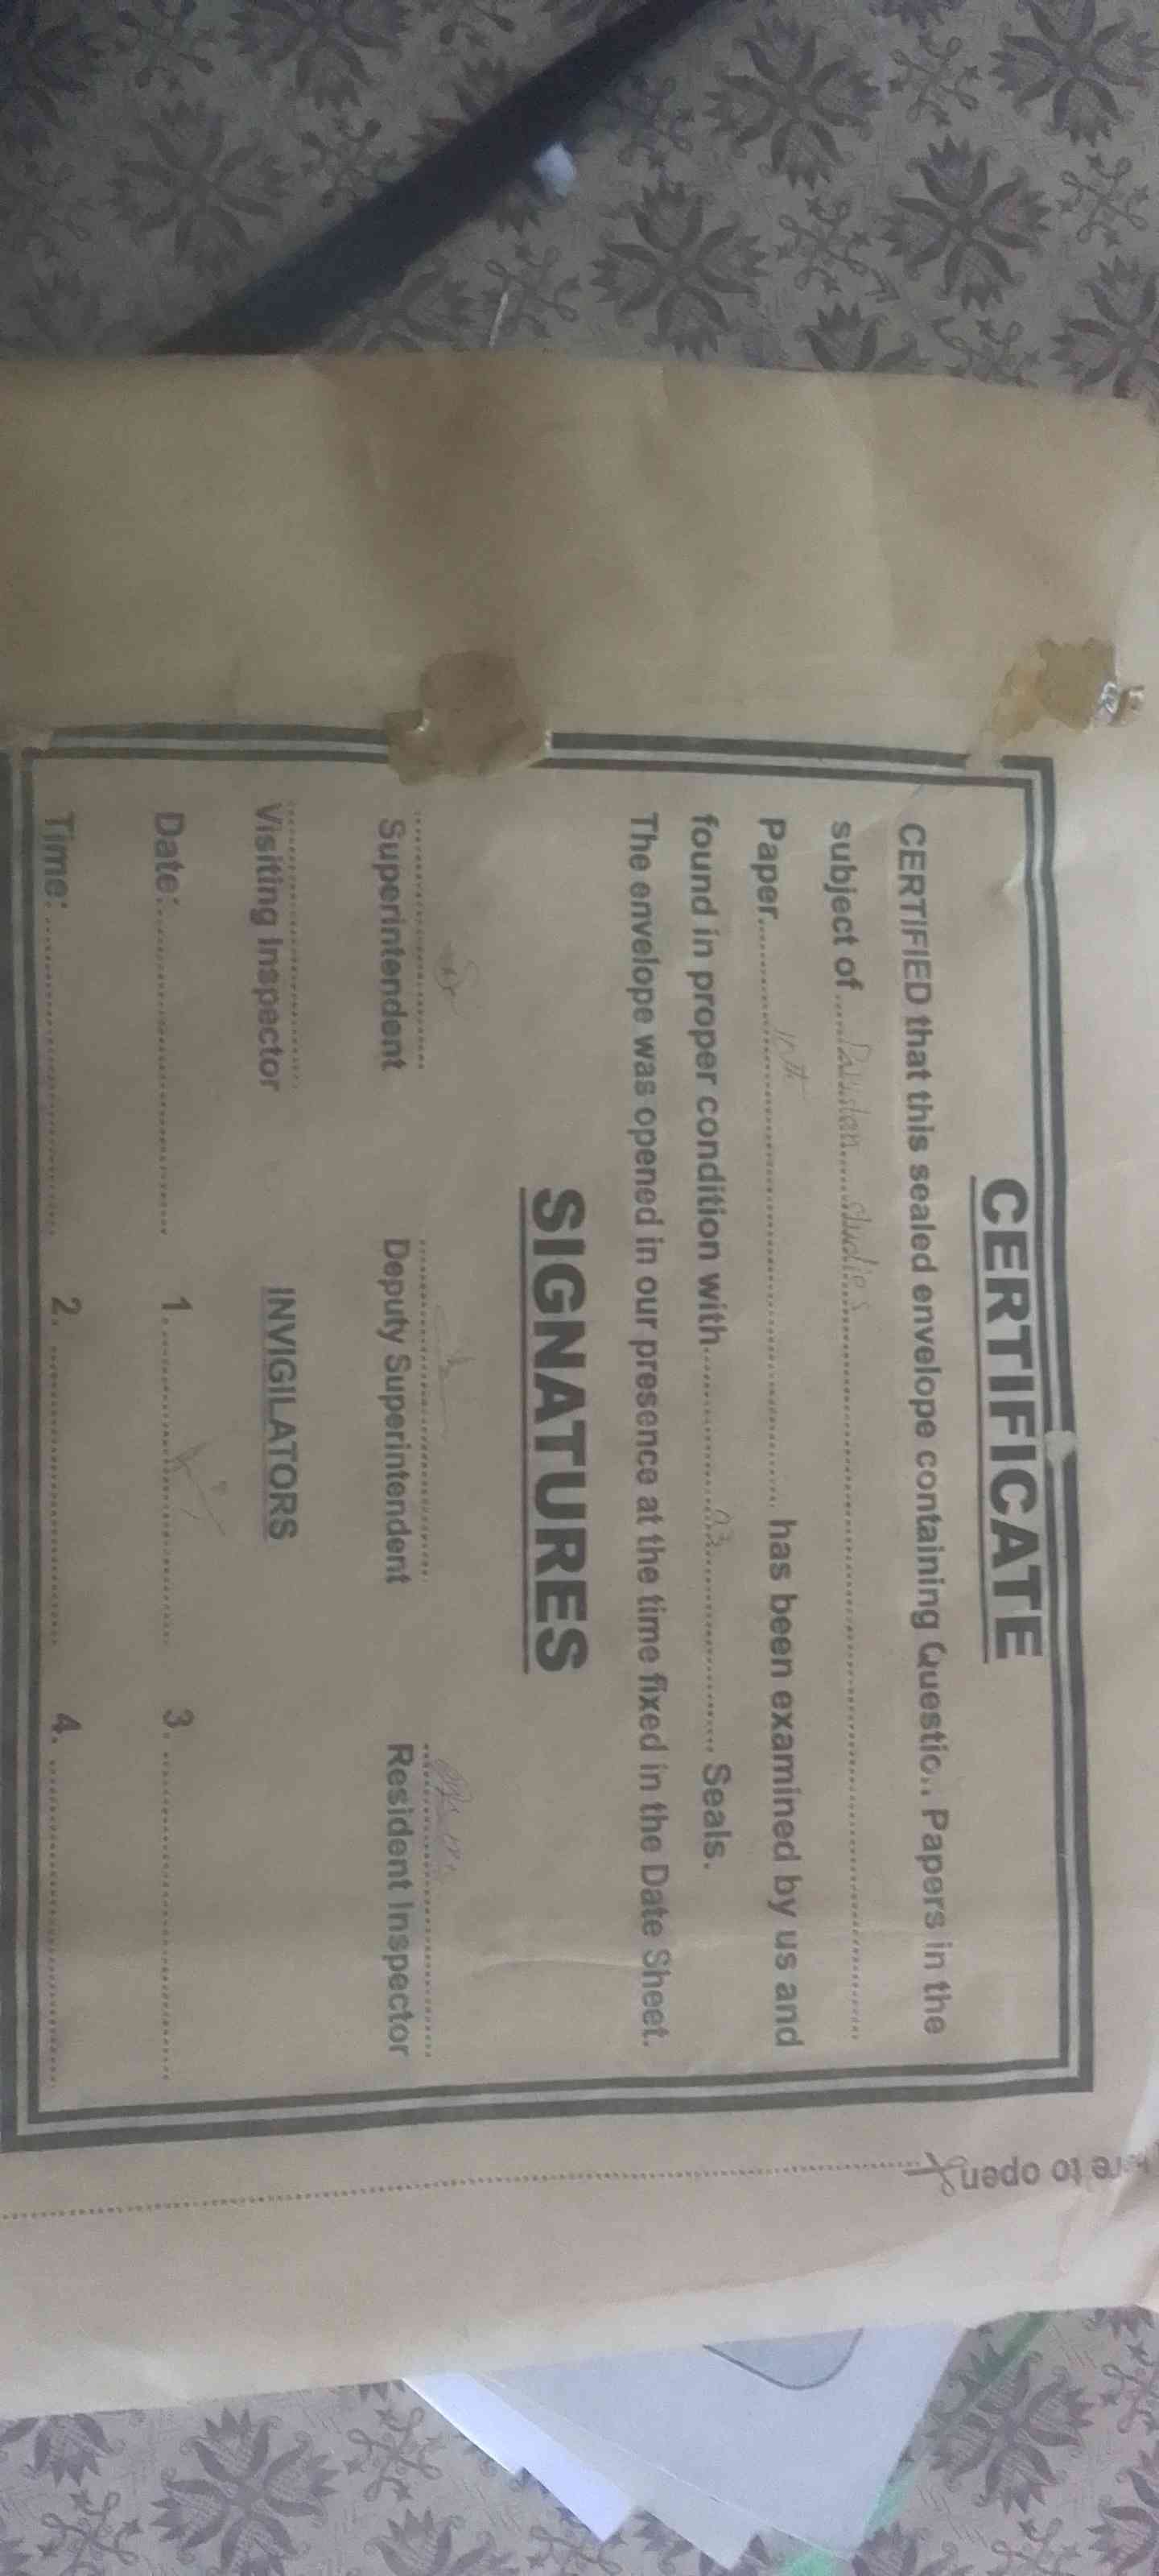 CERTIFICATE
CERTIFIED that this sealed envelope containing Questio.. Papers in the
subject of Pakistan studies
Paper has been examined by us and
found in proper condition with 03 Seals.
The envelope was opened in our presence at the time fixed in the Date Sheet.
SIGNATURES
Superintendent Deputy Superintendent Resident Inspector
Visiting Inspector INVIGILATORS
Date: 1. 3.
Time: 2. 4.
re to open